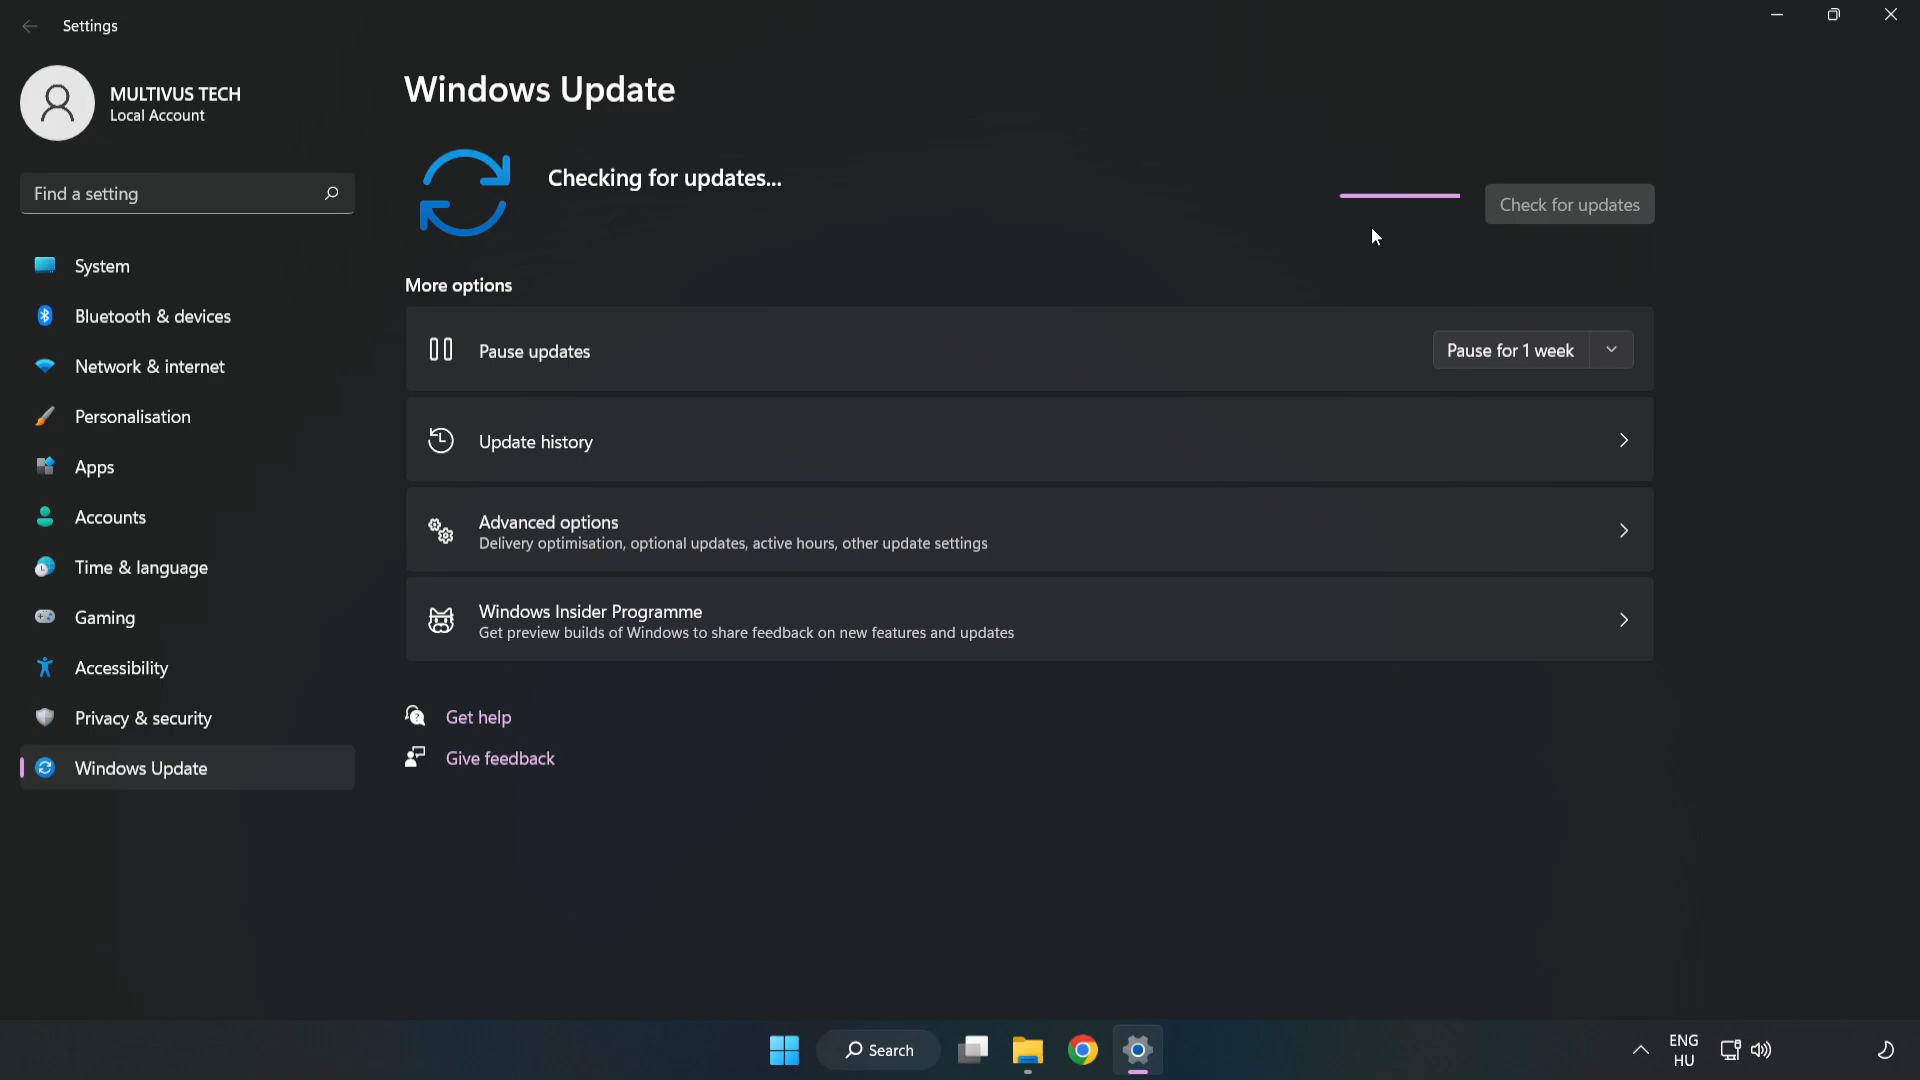 Settings
MULTIVUS TECH
Local Account
Find a setting
System
Bluetooth & devices
Network & internet
Personalisation
Apps
Accounts
Time & language
Gaming
Accessibility
Privacy & security
Windows Update
Windows Update
Checking for updates...
Check for updates
More options
Pause updates
Pause for 1 week
Update history
Advanced options
Delivery optimisation, optional updates, active hours, other update settings
Windows Insider Programme
Get preview builds of Windows to share feedback on new features and updates
Get help
Give feedback
Search
ENG
HU